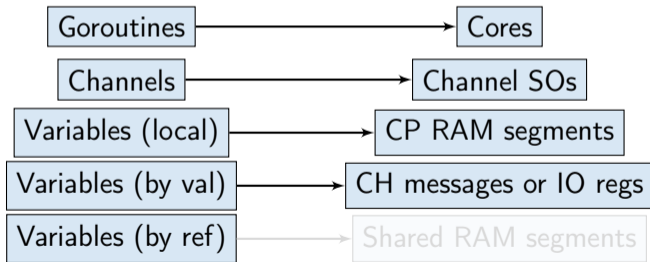 Goroutines Cores
Channels Channel SOs
Variables (local) CP RAM segments
Variables (by val) CH messages or IO regs
Variables (by ref) Shared RAM segments